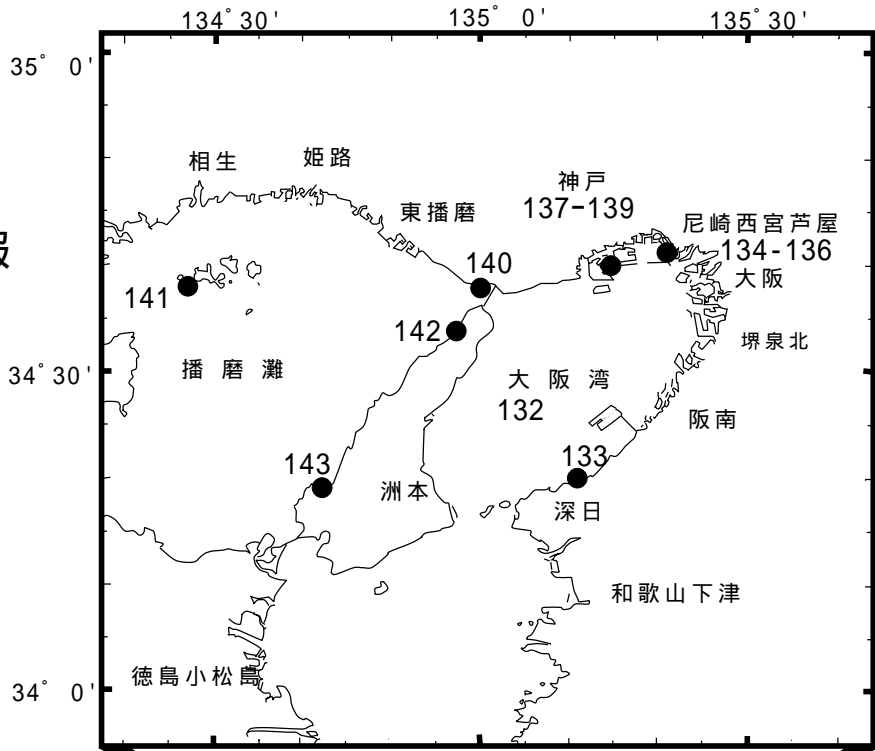 134°30' 135°0' 135°30'
35°0'
相生
姫路
神戸
137-139
東播磨
尼崎西宮芦屋
134-136
報
140
大阪
141
142
堺泉北
播磨灘
大阪湾
34°30'
132
阪南
143
133
洲本
深日
和歌山下津
徳島小松島
34°0'